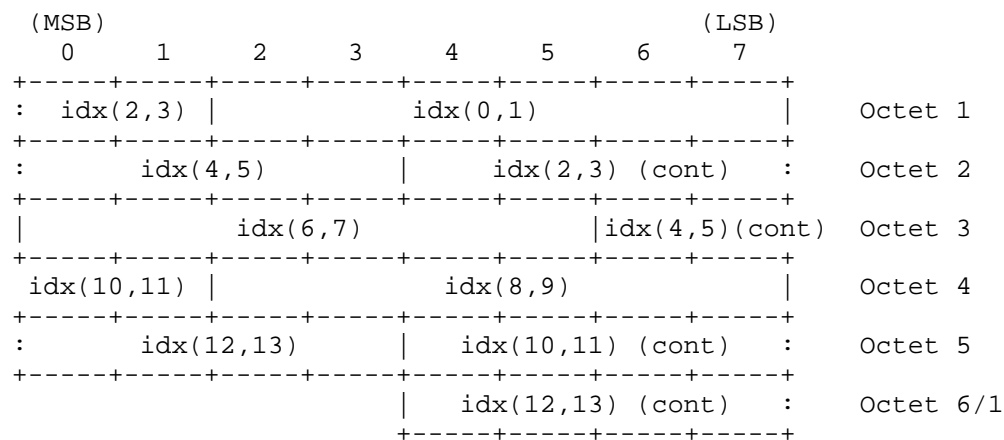 (MSB) (LSB)
0 1 2 3 4 5 6 7
+-----+-----+-----+-----+-----+-----+-----+-----+
: idx(2,3) | idx(0,1) | Octet 1
+-----+-----+-----+-----+-----+-----+-----+-----+
: idx(4,5) | idx(2,3) (cont) : Octet 2
+-----+-----+-----+-----+-----+-----+-----+-----+
| idx(6,7) |idx(4,5)(cont) Octet 3
+-----+-----+-----+-----+-----+-----+-----+-----+
idx(10,11) | idx(8,9) | Octet 4
+-----+-----+-----+-----+-----+-----+-----+-----+
: idx(12,13) | idx(10,11) (cont) : Octet 5
+-----+-----+-----+-----+-----+-----+-----+-----+
| idx(12,13) (cont) : Octet 6/1
+-----+-----+-----+-----+